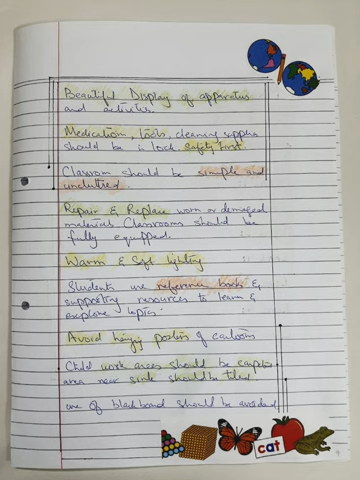 Beautiful Display of apparatus
and activities.
Medication, tools, cleaning supplies
should be in lock safety first.
Classroom should be simple and
uncluttered.
Repair & Replace worn or damaged
materials. Classrooms should be
fully equipped.
Warm & Soft lighting
Students use reference books &
supporting resources to learn &
explore topics.
Avoid hanging posters of cartoons
Child work areas should be carpeted
area near sink should be tiled.
use of blackboard should be avoided
cat